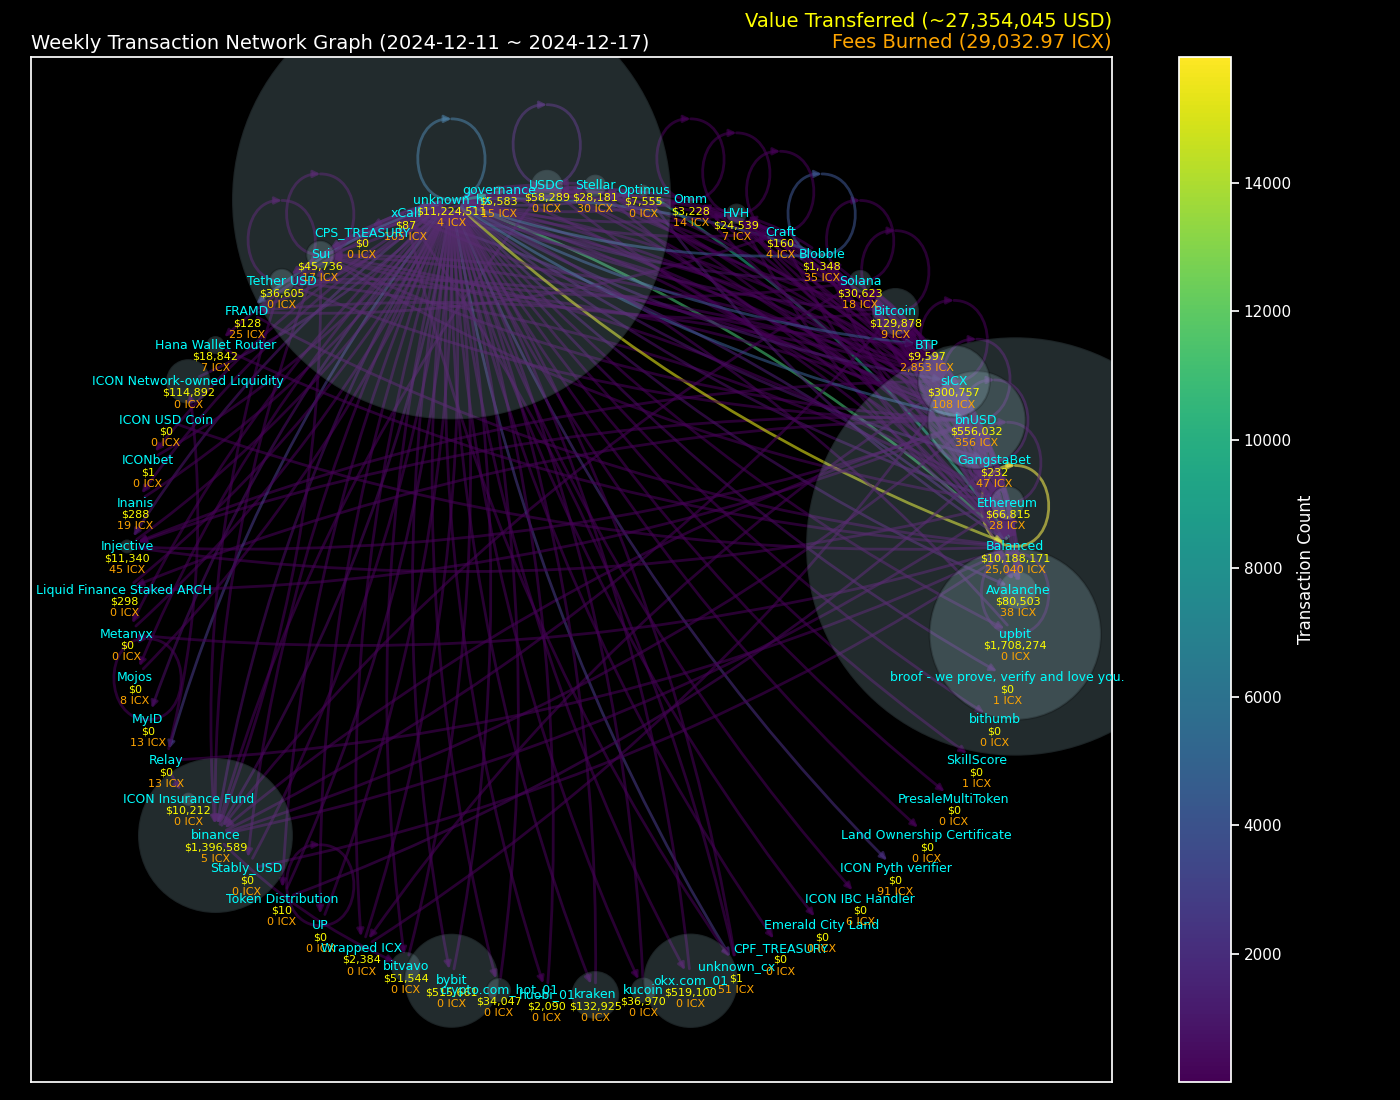 Value Transferred (~27,354,045 USD)
Weekly Transaction Network Graph (2024-12-11 ~ 2024-12-17)
Fees Burned (29,032.97 ICX)
governance
$5,583
15 ICX
USDC
$58,289
0 ICX
Stellar
$28,181
30 ICX
Optimus
$7,555
0 ICX
Omm
$3,228
14 ICX
HVH
$24,539
7 ICX
Craft
$160
4 ICX
Blobble
$1,348
35 ICX
Solana
$30,623
18 ICX
Bitcoin
$129,878
9 ICX
BTP
$9,597
2,853 ICX
sICX
$300,757
108 ICX
bnUSD
$556,032
356 ICX
GangstaBet
$232
47 ICX
Ethereum
$66,815
28 ICX
Balanced
$10,188,171
25,040 ICX
Avalanche
$80,503
38 ICX
upbit
$1,708,274
0 ICX
broof - we prove, verify and love you.
$0
1 ICX
bithumb
$0
0 ICX
SkillScore
$0
1 ICX
PresaleMultiToken
$0
0 ICX
Land Ownership Certificate
$0
0 ICX
ICON Pyth verifier
$0
91 ICX
ICON IBC Handler
$0
6 ICX
Emerald City Land
$0
CPF_TREASURY
$0
0 ICX
unknown_cx
$1
51 ICX
okx.com_01
$519,100
0 ICX
kucoin
$36,970
0 ICX
kraken
$132,925
0 ICX
huobi_01
$2,090
0 ICX
crypto.com_hot_01
$34,047
0 ICX
bybit
0 ICX
bitvavo
$51,544
0 ICX
Wrapped ICX
$2,384
0 ICX
UP
$0
0 ICX
Token Distribution
$10
0 ICX
Stably_USD
$0
0 ICX
binance
$1,396,589
5 ICX
ICON Insurance Fund
$10,212
0 ICX
Relay
$0
13 ICX
MyID
$0
13 ICX
Mojos
$0
8 ICX
Metanyx
$0
0 ICX
Liquid Finance Staked ARCH
$298
0 ICX
Injective
$11,340
45 ICX
Inanis
$288
19 ICX
ICONbet
$1
0 ICX
ICON USD Coin
$0
0 ICX
ICON Network-owned Liquidity
$114,892
0 ICX
Hana Wallet Router
$18,842
7 ICX
FRAMD
$128
25 ICX
Tether USD
$36,605
0 ICX
Sui
$45,736
17 ICX
CPS_TREASURY
$0
0 ICX
xCall
$87
105 ICX
$11,224,511
4 ICX
14000
12000
10000
8000
6000
4000
2000
Transaction Count